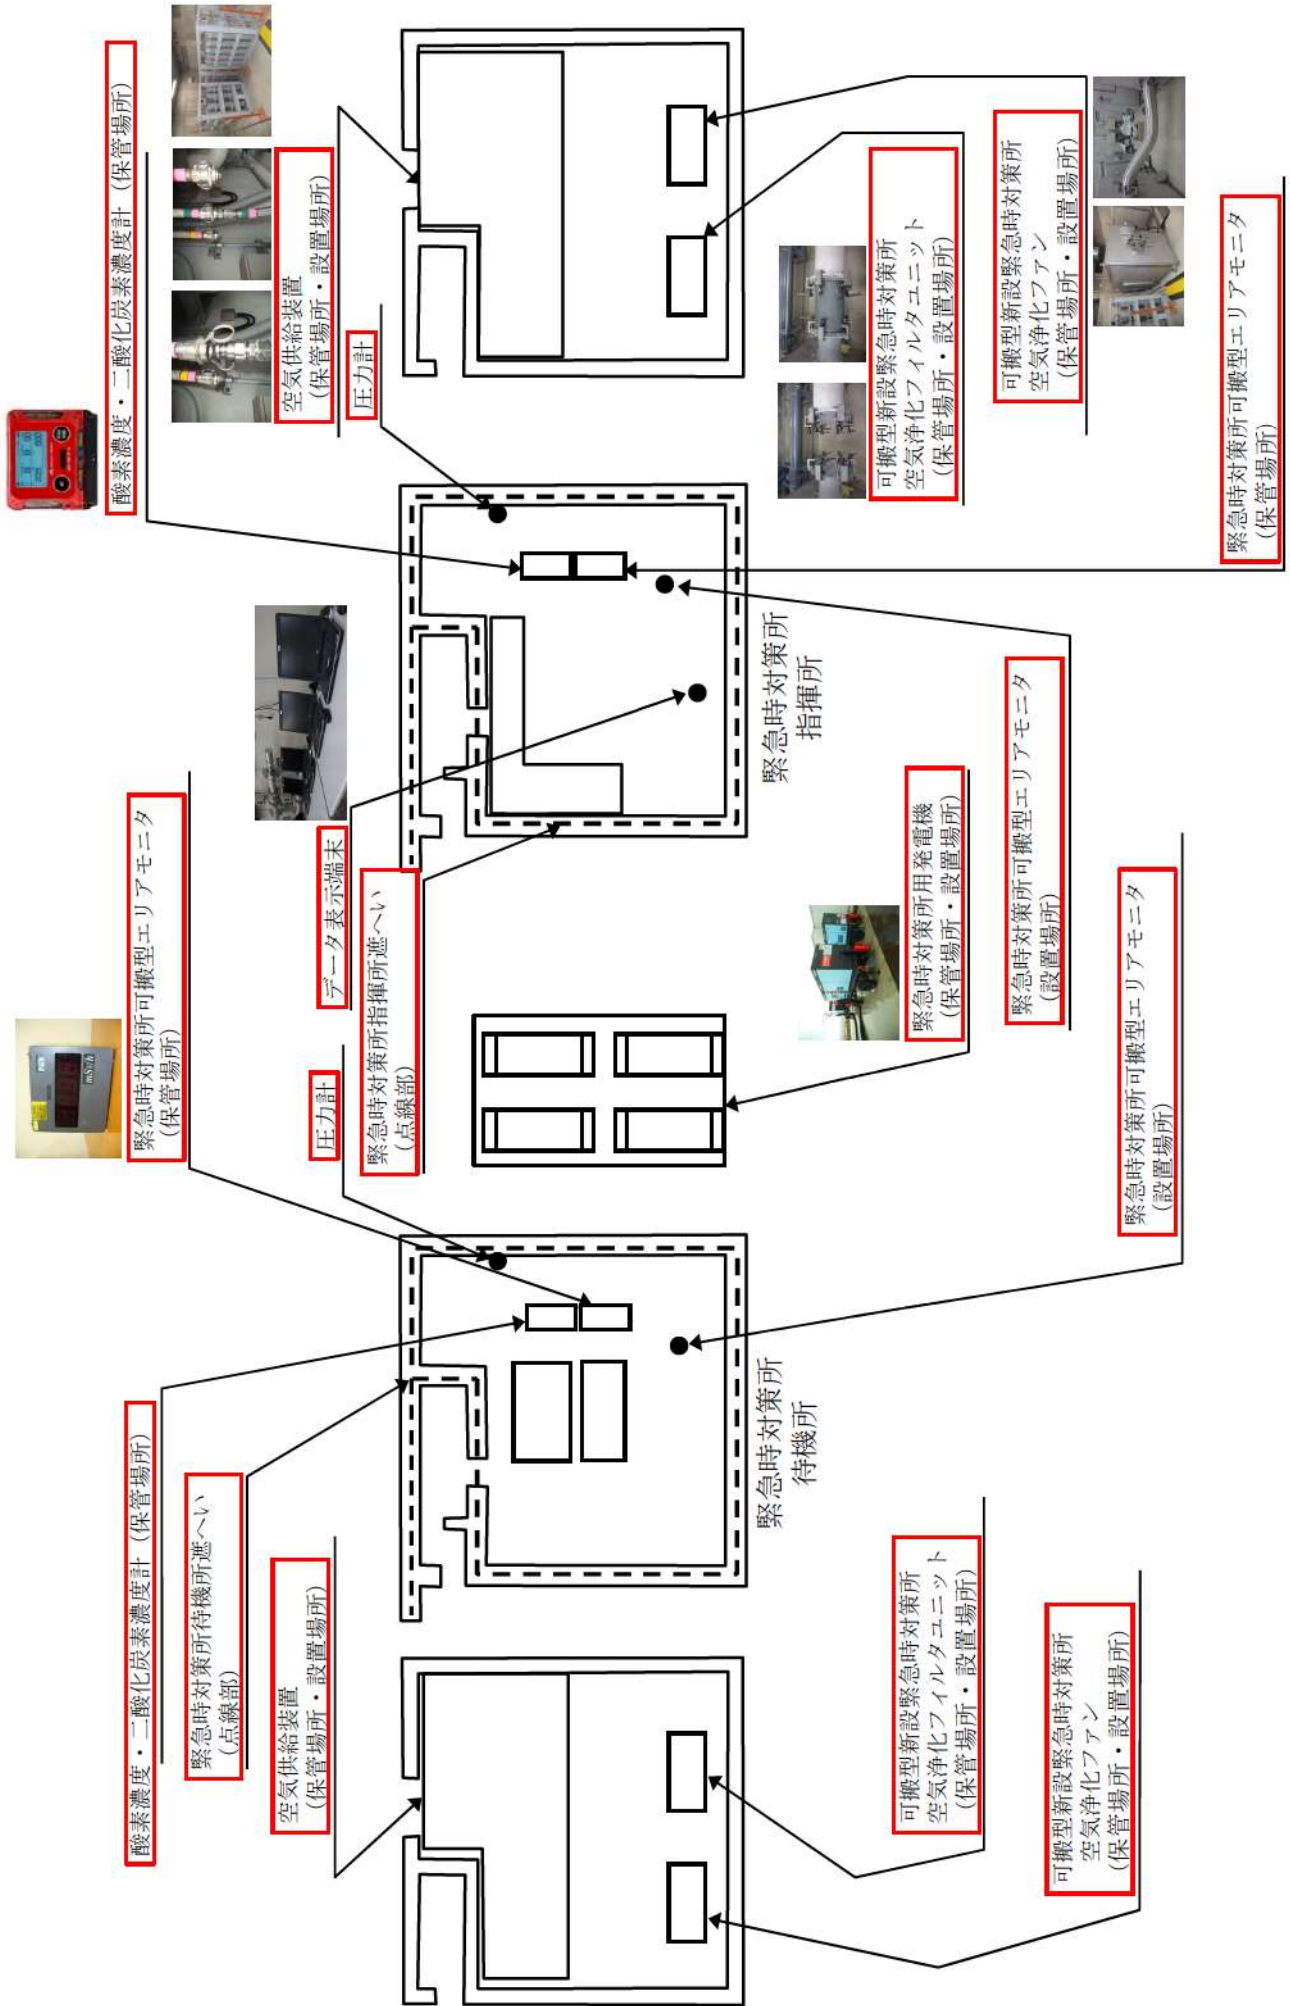 酸素濃度・二酸化炭素濃度計（保管場所）
緊急時対策所待機所遮へい
（点線部）
空気供給装置
（保管場所・設置場所）
緊急時対策所可搬型エリアモニタ
（保管場所）
圧力計
緊急時対策所指揮所遮へい
（点線部）
データ表示端末
酸素濃度・二酸化炭素濃度計（保管場所）
空気供給装置
（保管場所・設置場所）
圧力計
mSv/h
緊急時対策所
待機所
緊急時対策所
指揮所
可搬型新設緊急時対策所
空気浄化フィルタユニット
（保管場所・設置場所）
可搬型新設緊急時対策所
空気浄化ファン
（保管場所・設置場所）
緊急時対策所用発電機
（保管場所・設置場所）
緊急時対策所可搬型エリアモニタ
（設置場所）
緊急時対策所可搬型エリアモニタ
（設置場所）
可搬型新設緊急時対策所
空気浄化フィルタユニット
（保管場所・設置場所）
可搬型新設緊急時対策所
空気浄化ファン
（保管場所・設置場所）
緊急時対策所可搬型エリアモニタ
（保管場所）